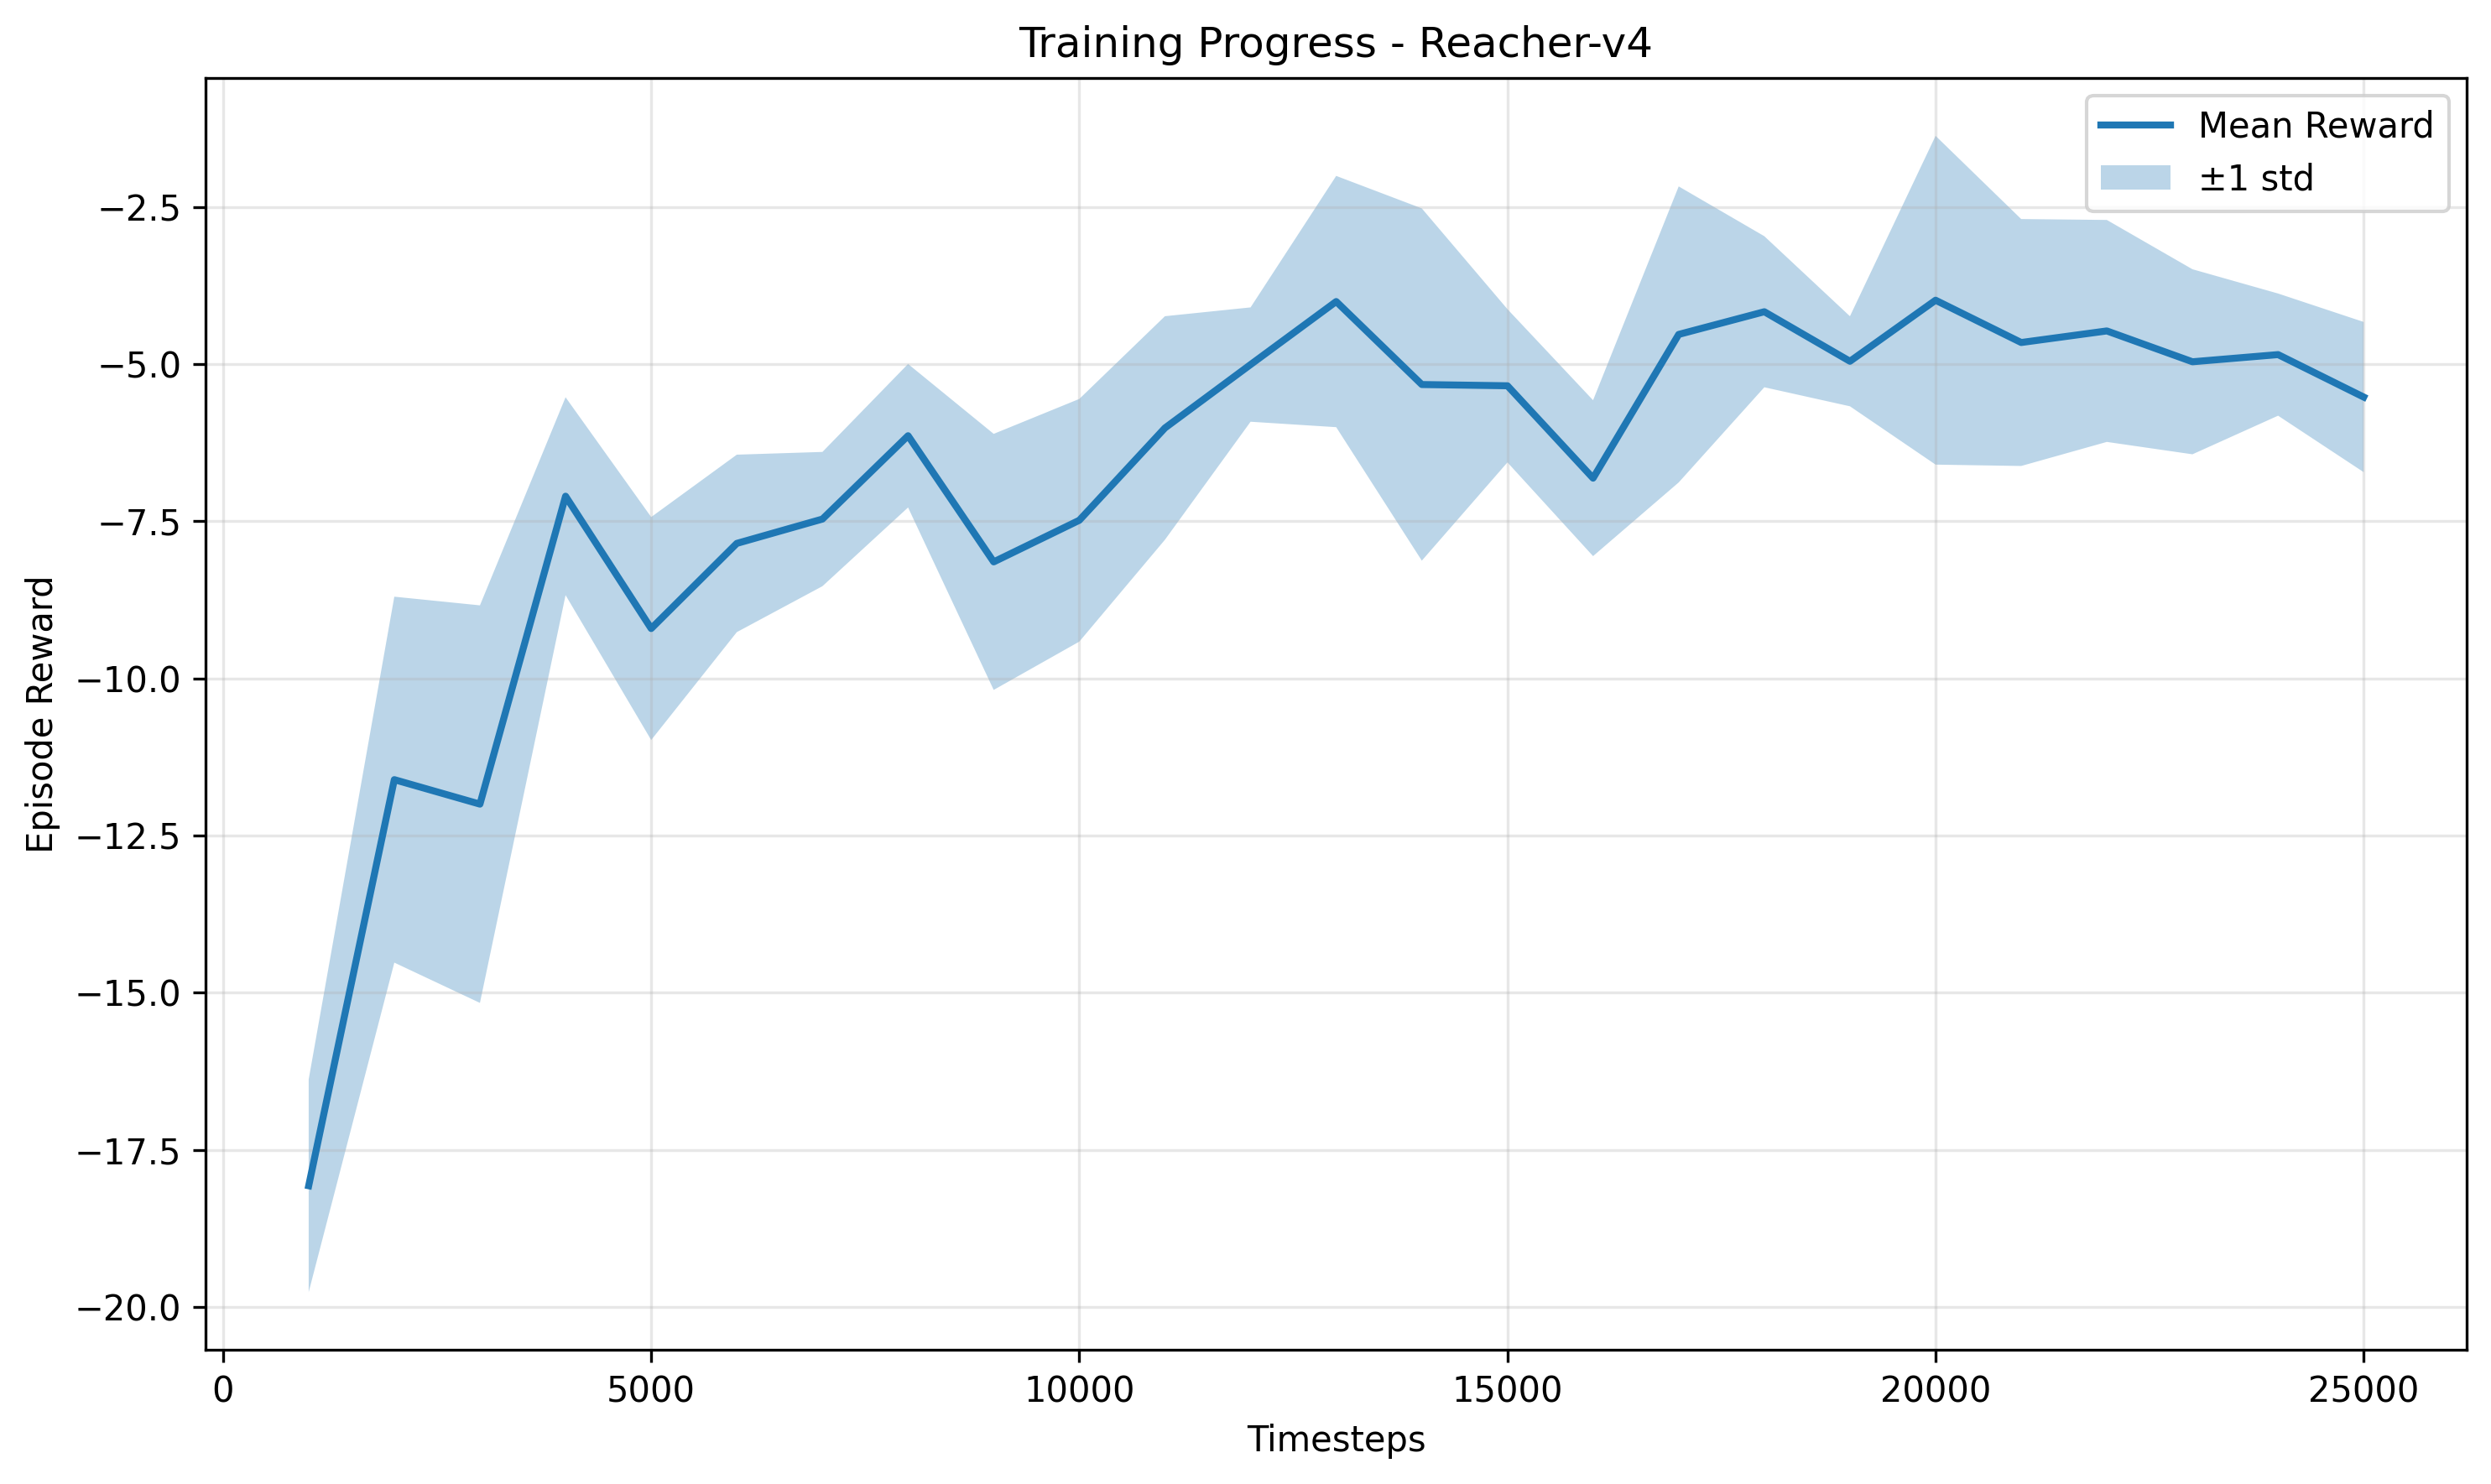 Training Progress - Reacher-v4
Mean Reward
±1 std
−2.5
−5.0
−7.5
−10.0
−12.5
−15.0
−17.5
−20.0
Episode Reward
0 5000 10000 15000 20000 25000
Timesteps